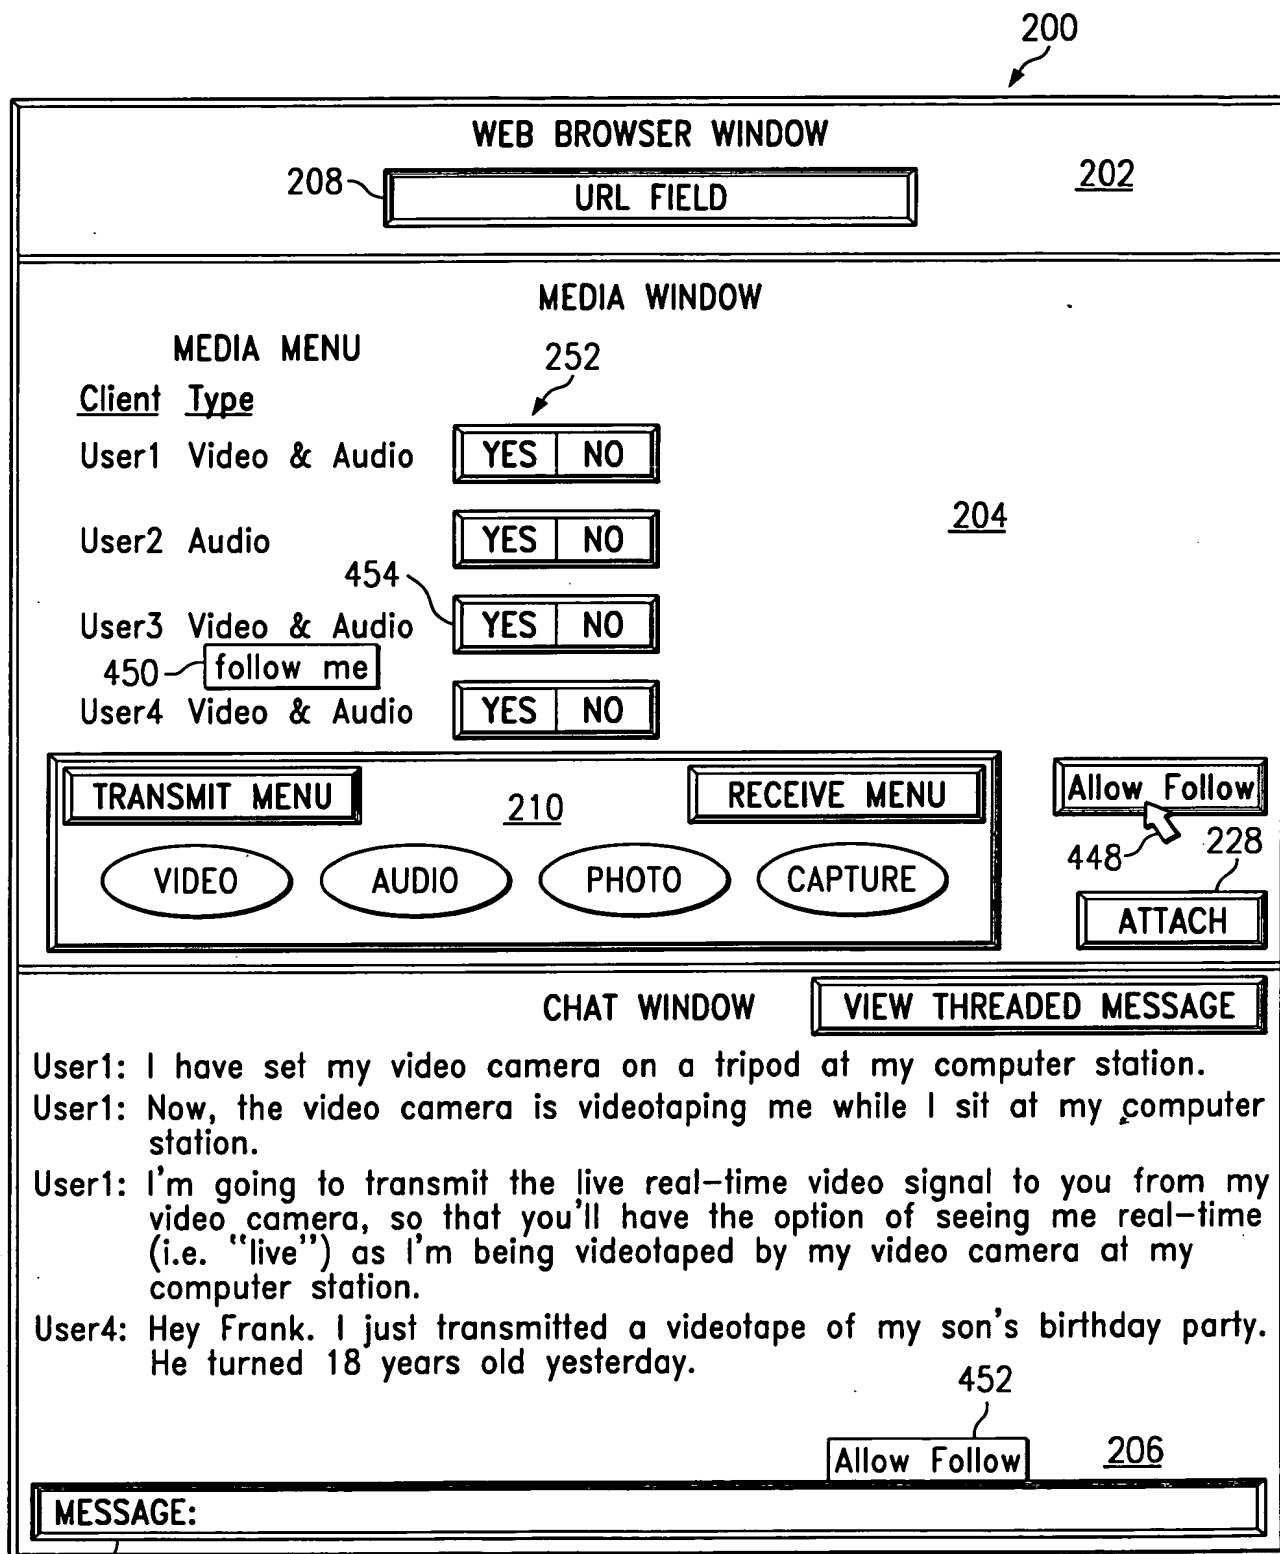 200
WEB BROWSER WINDOW
208 URL FIELD 202
MEDIA WINDOW
MEDIA MENU 252
Client Type
User1 Video & Audio YES NO
204
User2 Audio YES NO
454
User3 Video & Audio YES NO
450 follow me
User4 Video & Audio YES NO
TRANSMIT MENU 210 RECEIVE MENU Allow Follow
448 228
VIDEO AUDIO PHOTO CAPTURE
ATTACH
CHAT WINDOW VIEW THREADED MESSAGE
User1: I have set my video camera on a tripod at my computer station.
User1: Now, the video camera is videotaping me while I sit at my computer
station.
User1: I'm going to transmit the live real-time video signal to you from my
video camera, so that you'll have the option of seeing me real-time
(i.e. "live") as I'm being videotaped by my video camera at my
computer station.
User4: Hey Frank. I just transmitted a videotape of my son's birthday party.
He turned 18 years old yesterday.
452
Allow Follow 206
MESSAGE: